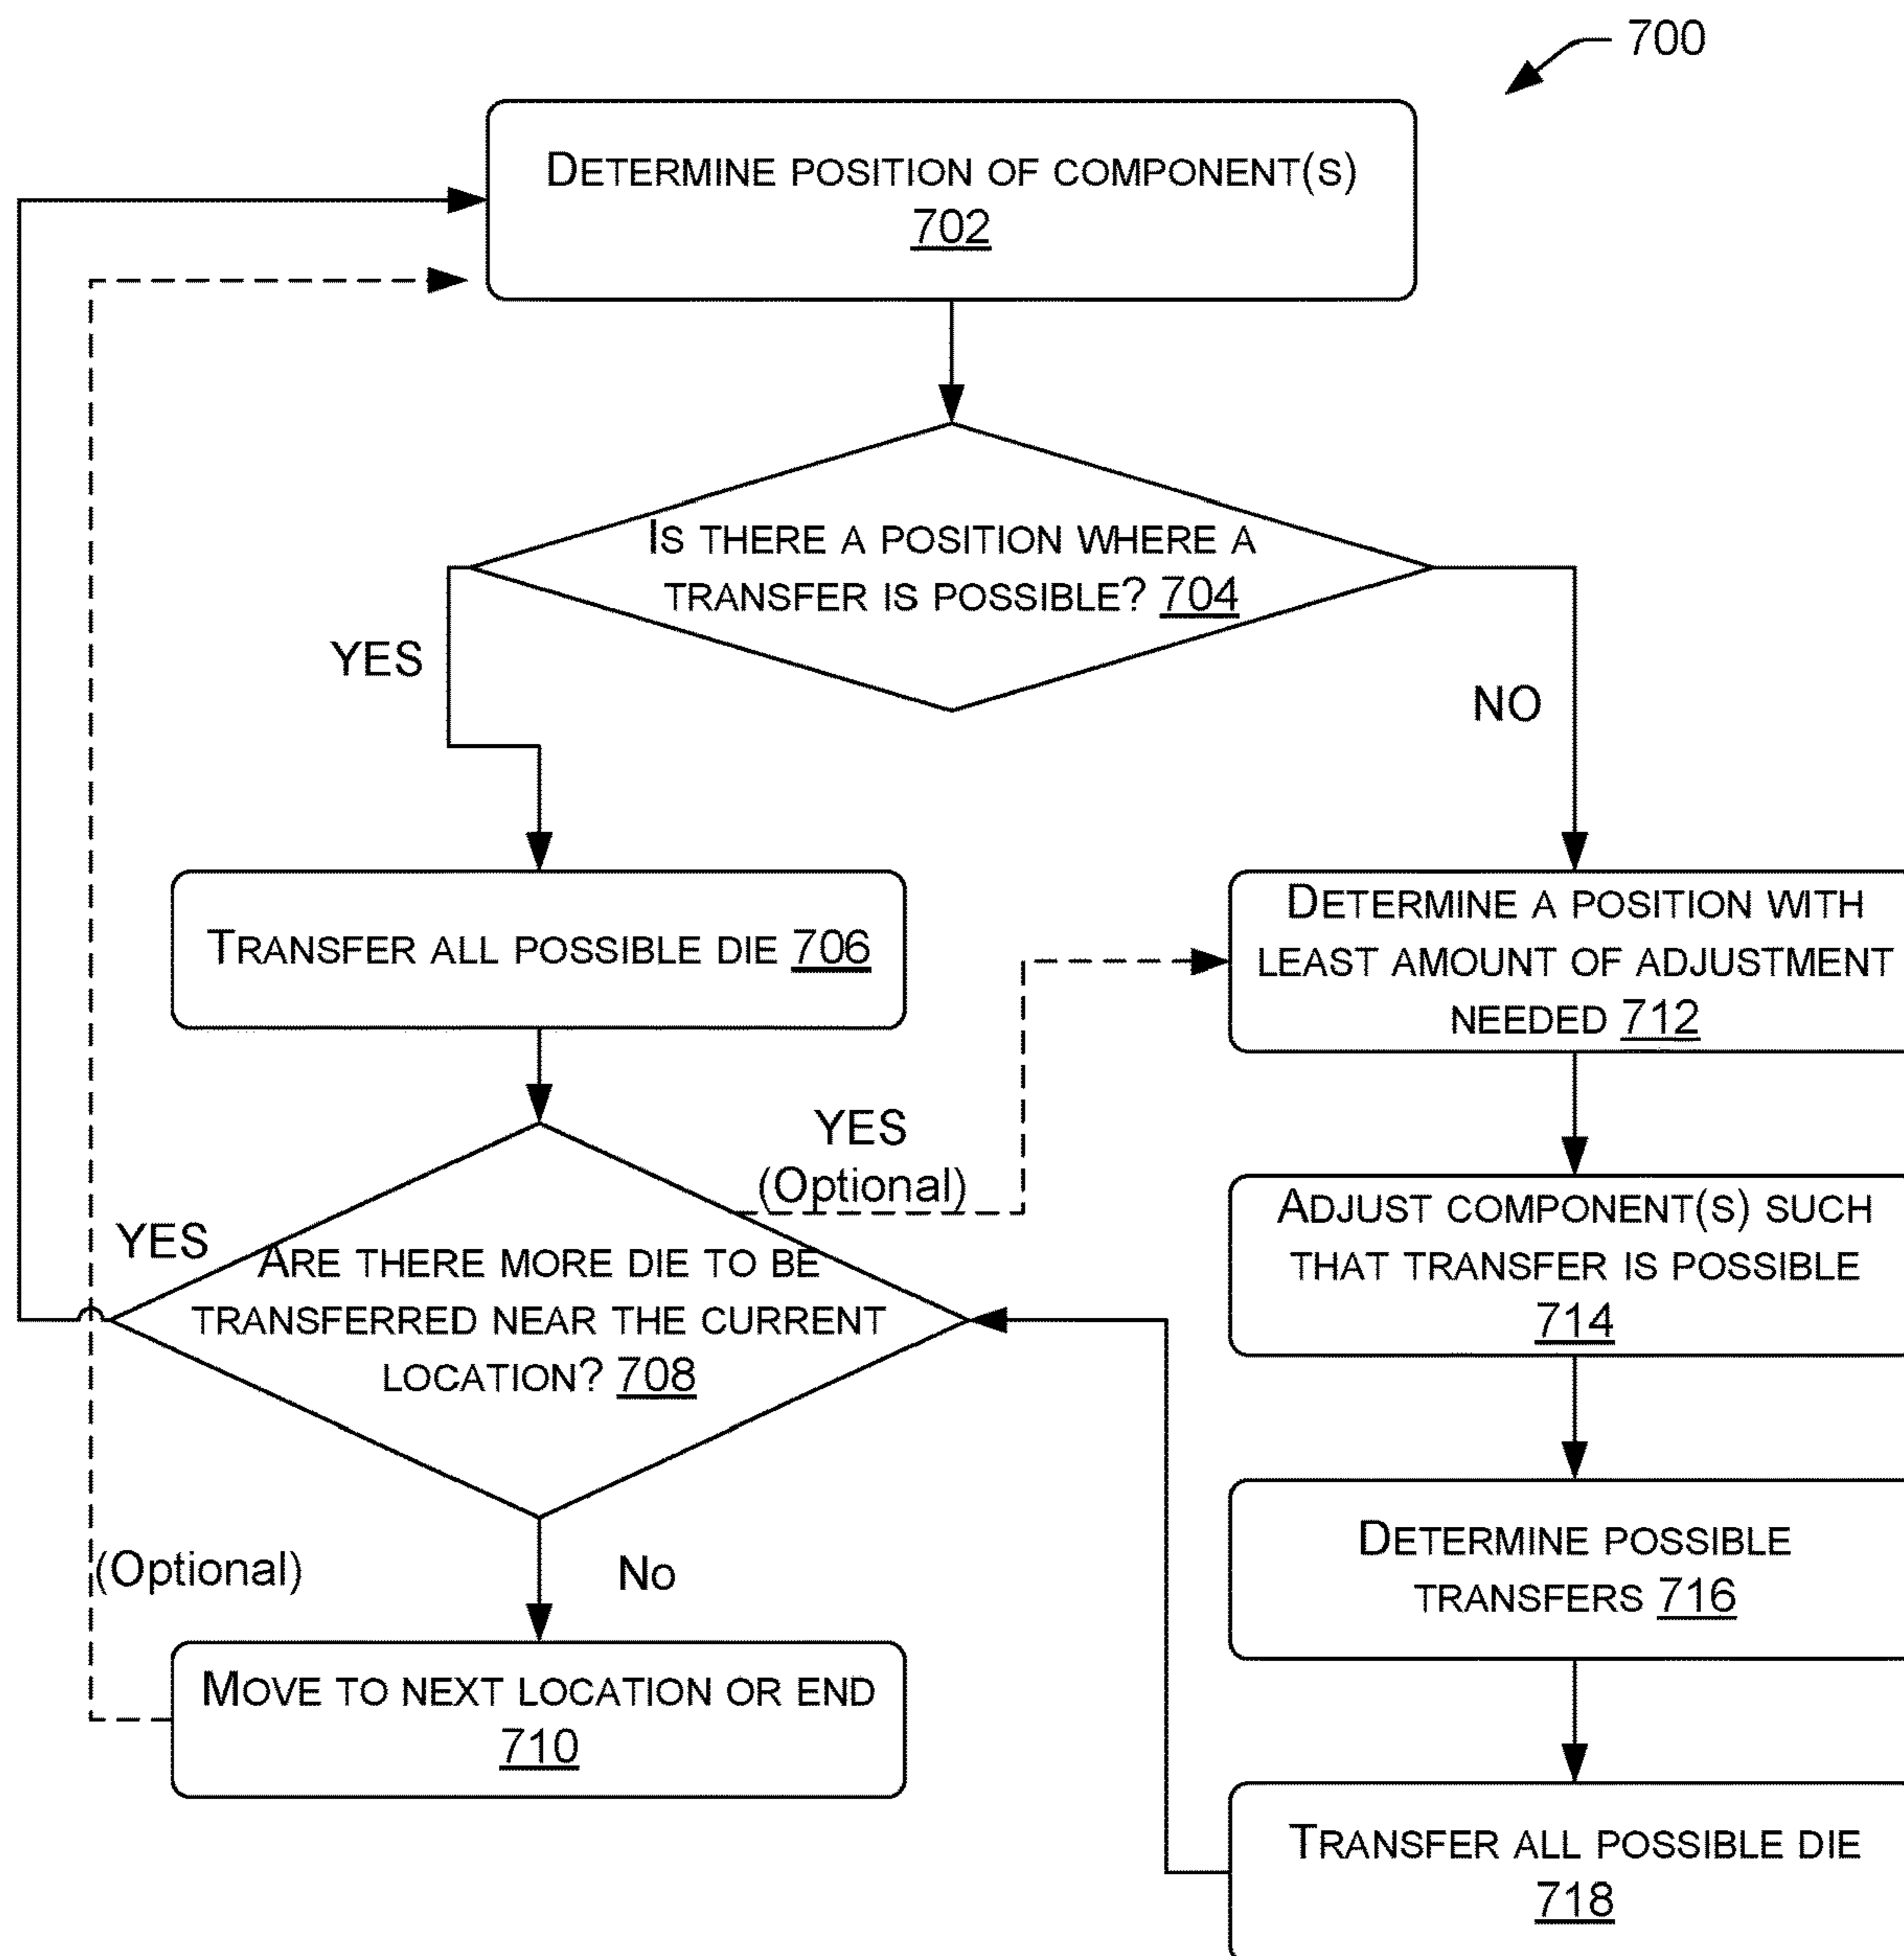 700
DETERMINE POSITION OF COMPONENT(S)
702
IS THERE A POSITION WHERE A
TRANSFER IS POSSIBLE? 704
YES
NO
TRANSFER ALL POSSIBLE DIE 706
DETERMINE A POSITION WITH
LEAST AMOUNT OF ADJUSTMENT
NEEDED 712
YES
(Optional)
YES
ARE THERE MORE DIE TO BE
TRANSFERRED NEAR THE CURRENT
LOCATION? 708
ADJUST COMPONENT(S) SUCH
THAT TRANSFER IS POSSIBLE
714
(Optional)
No
DETERMINE POSSIBLE
TRANSFERS 716
MOVE TO NEXT LOCATION OR END
710
TRANSFER ALL POSSIBLE DIE
718